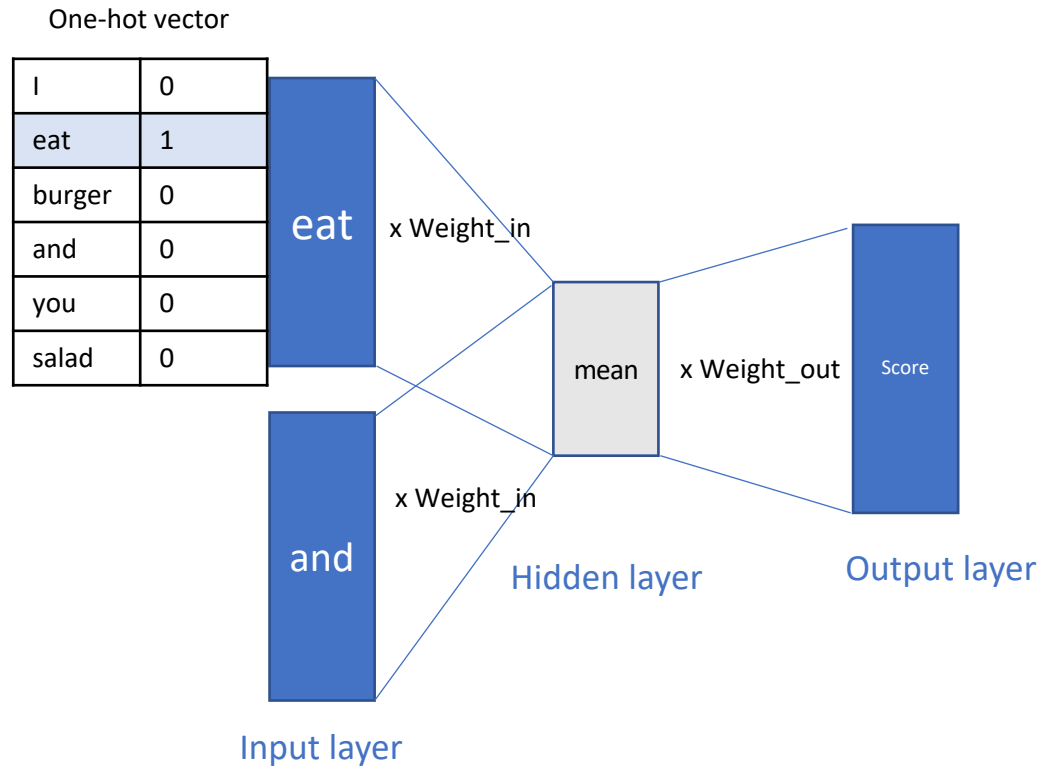 One-hot vector
I 0
eat 1
burger 0
and 0
you 0
salad 0
eat
x Weight_in
mean
x Weight_out
Score
x Weight_in
and
Hidden layer
Output layer
Input layer